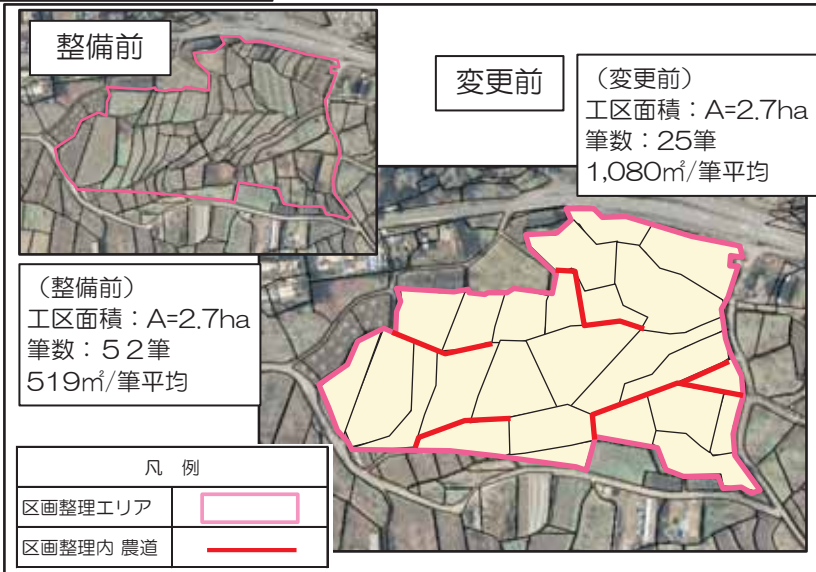 整備前
変更前
（変更前）
工区面積：A=2.7ha
筆数：25筆
1,080㎡/筆平均
（整備前）
工区面積：A=2.7ha
筆数：５２筆
519㎡/筆平均
凡 例
区画整理エリア
区画整理内 農道